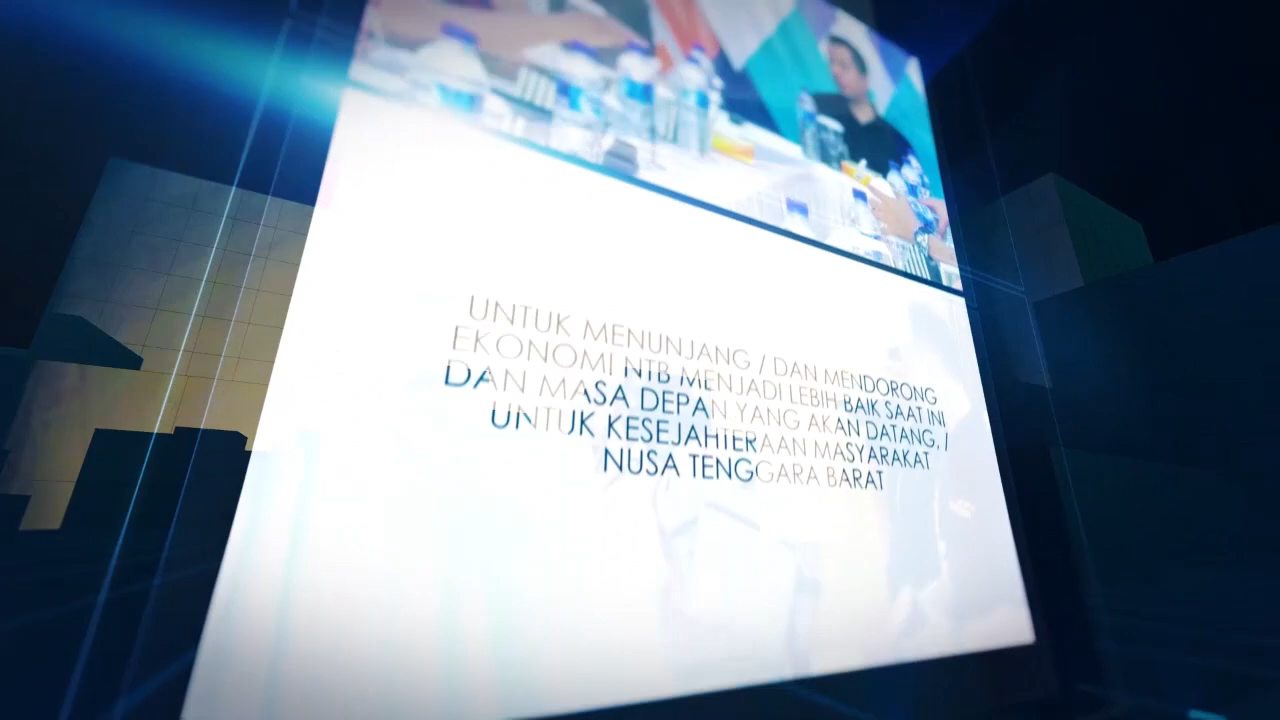 UNTUK MENUNJANG / DAN MENDORONG
EKONOMI NTB MENJADI LEBIH BAIK SAAT INI
DAN MASA DEPAN YANG AKAN DATANG, /
UNTUK KESEJAHTERAAN MASYARAKAT
NUSA TENGGARA BARAT